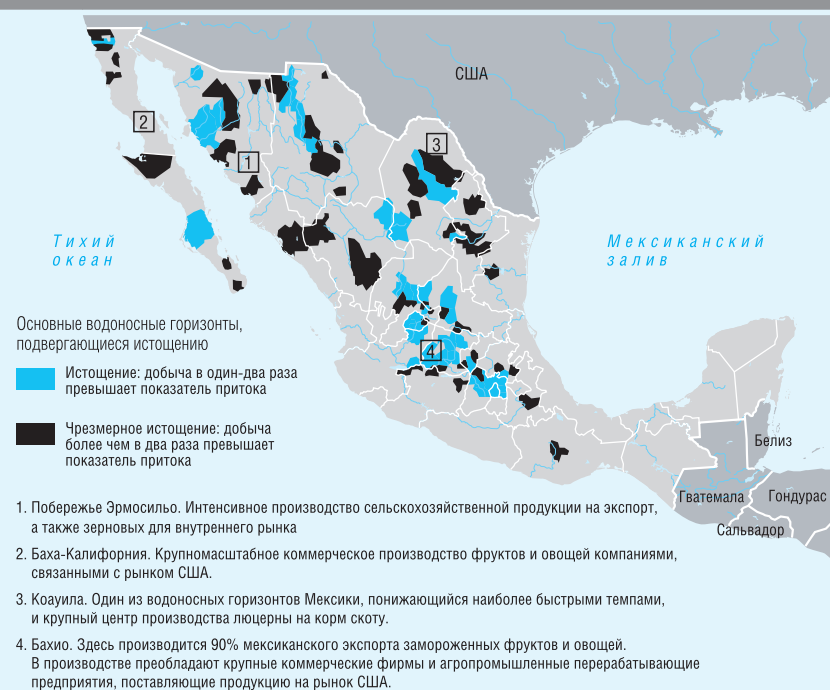 США
2
3
1
Тихий
океан
Мексиканский
залив
Основные водоносные горизонты,
подвергающиеся истощению
Истощение: добыча в один-два раза
превышает показатель притока
4
Чрезмерное истощение: добыча
более чем в два раза превышает
показатель притока
Белиз
Гватемала
Гондурас
Сальвадор
1. Побережье Эрмосильо. Интенсивное производство сельскохозяйственной продукции на экспорт,
а также зерновых для внутреннего рынка
2. Баха-Калифорния. Крупномасштабное коммерческое производство фруктов и овощей компаниями,
связанными с рынком США.
3. Коауила. Один из водоносных горизонтов Мексики, понижающийся наиболее быстрыми темпами,
и крупный центр производства люцерны на корм скоту.
4. Бахио. Здесь производится 90% мексиканского экспорта замороженных фруктов и овощей.
В производстве преобладают крупные коммерческие фирмы и агропромышленные перерабатывающие
предприятия, поставляющие продукцию на рынок США.